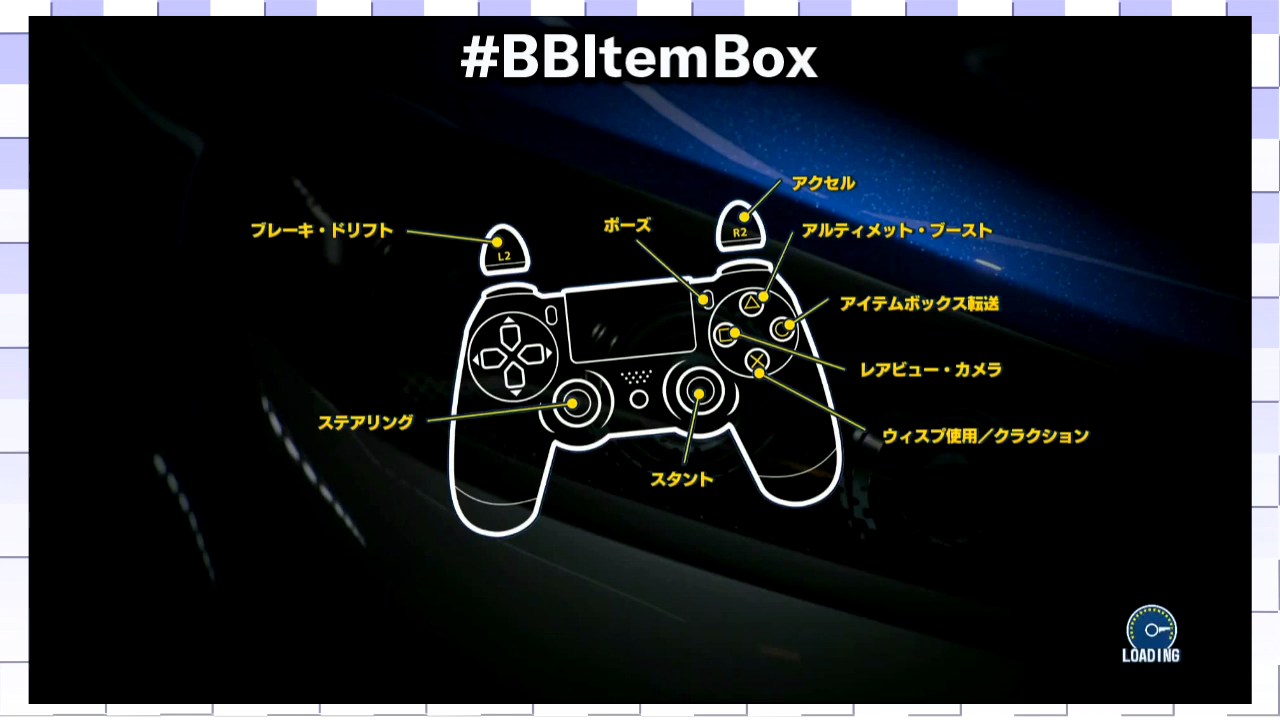 #BBItemBox
アクセル
ブレーキ・ドリフト
ポーズ
アルティメット・ブースト
R2
L2
アイテムボックス転送
レアビュー・カメラ
ステアリング
ウィスプ使用／クラクション
スタント
LOADING